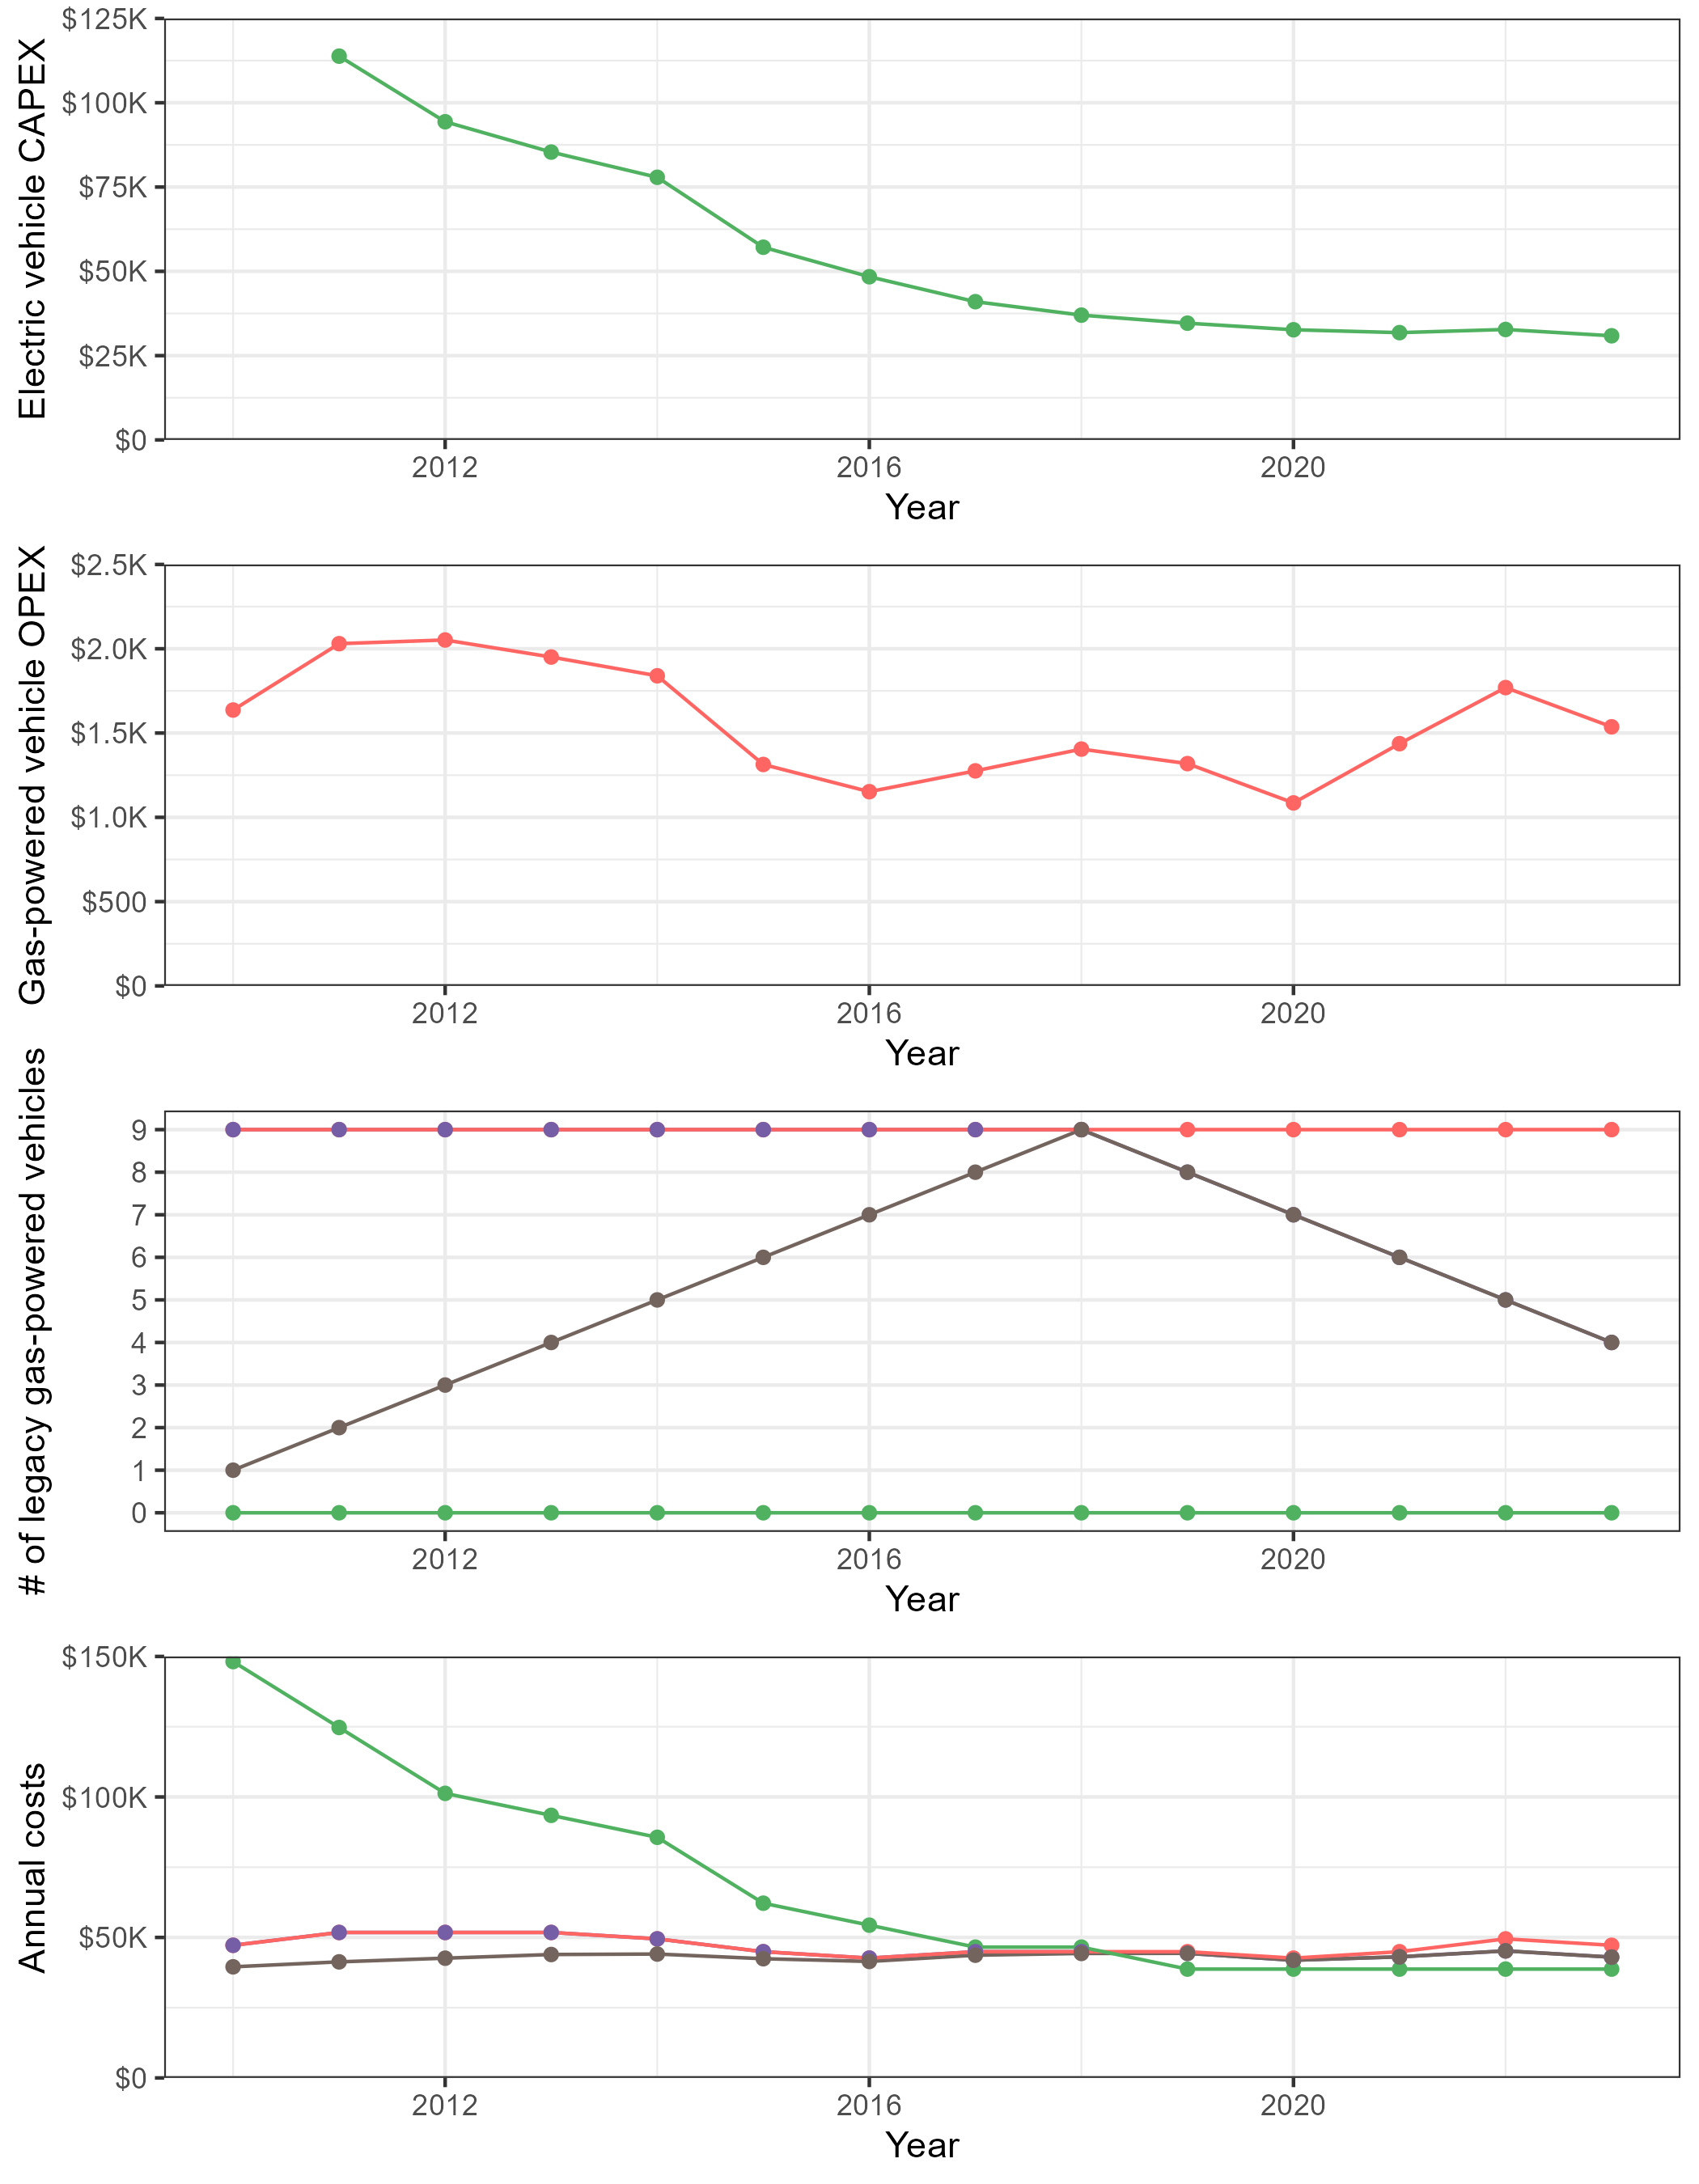 Electric vehicle CAPEX
$125K
$100K
$75K
$50K
$25K
$0
2012 2016 2020
Year
Gas-powered vehicle OPEX
$2.5K
$2.0K
$1.5K
$1.0K
$500
$0
2012 2016 2020
Year
# of legacy gas-powered vehicles
9
8
7
6
5
4
3
2
1
0
2012 2016 2020
Year
Annual costs
$150K
$100K
$50K
$0
2012 2016 2020
Year